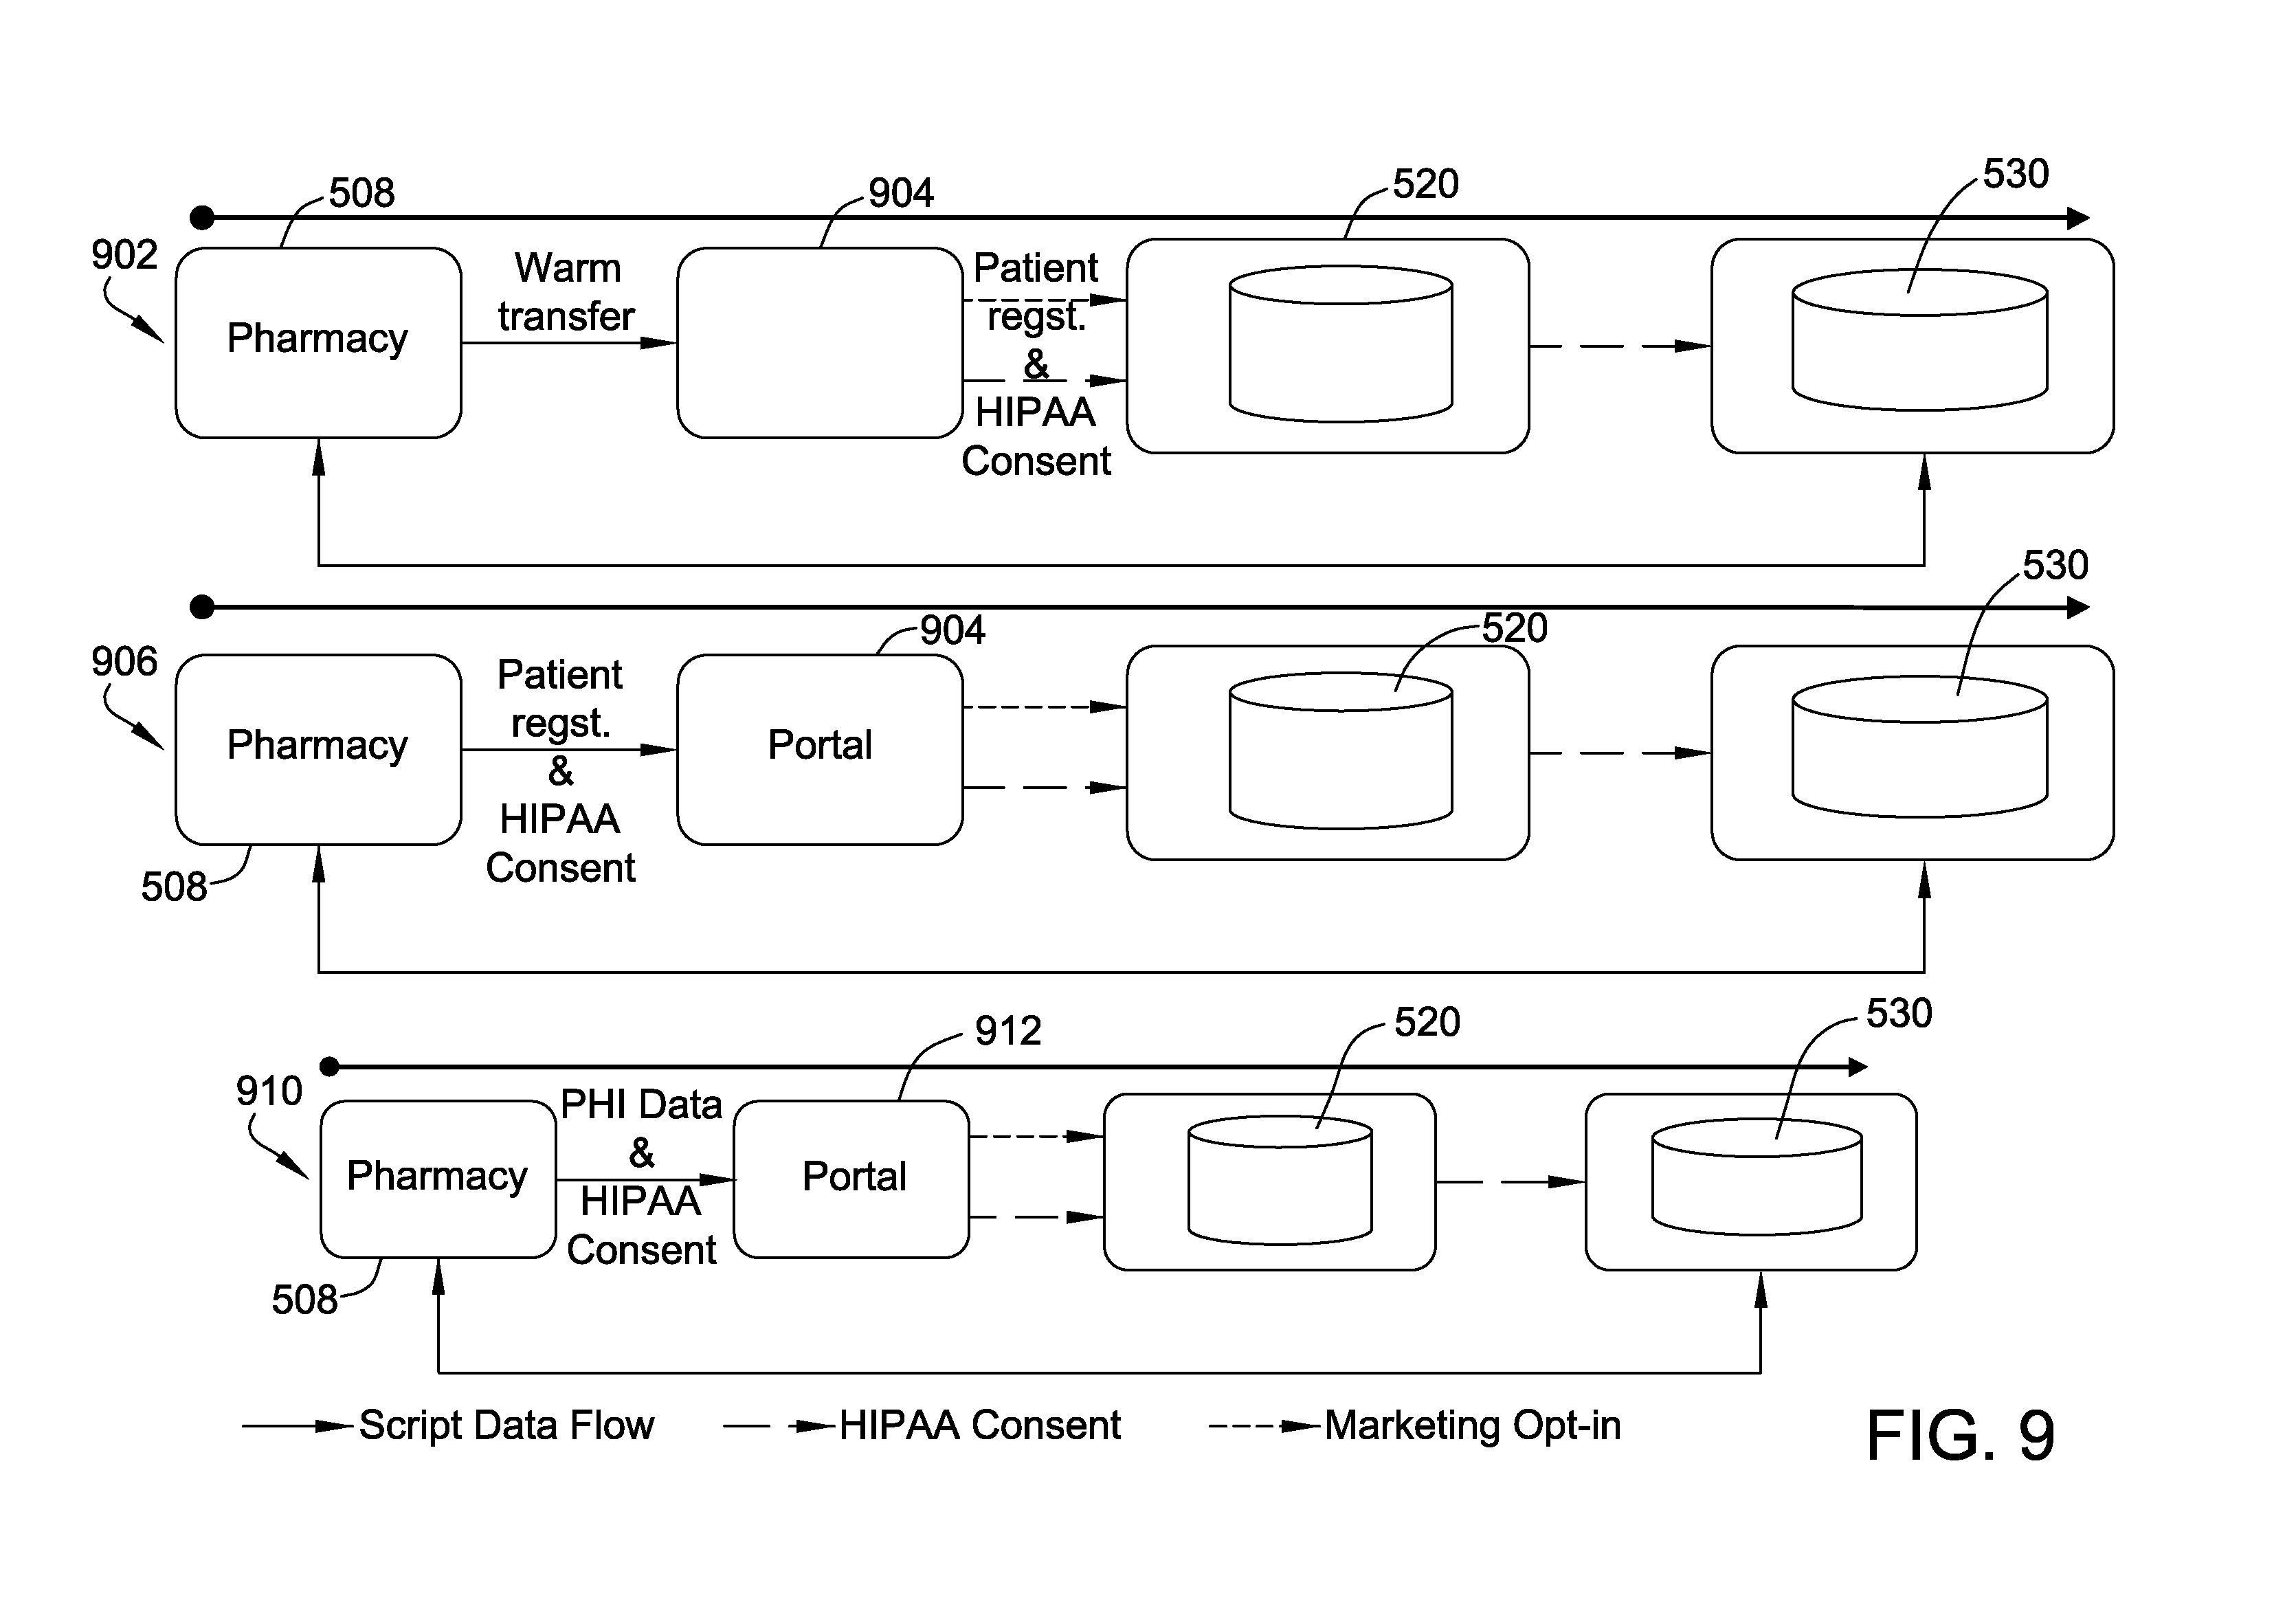 508
904
520
530
902
Pharmacy
Warm
transfer
Patient
regst.
&
HIPAA
Consent
530
904
520
906
Pharmacy
Patient
regst.
&
HIPAA
Consent
Portal
508
912
520
530
910
Pharmacy
PHI Data
&
HIPAA
Consent
Portal
508
Script Data Flow
HIPAA Consent
Marketing Opt-in
FIG. 9